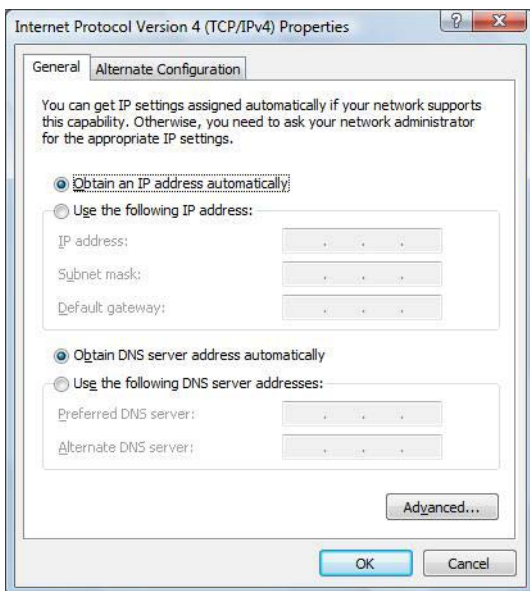 Internet Protocol Version 4 (TCP/IPv4) Properties
General
Alternate Configuration
You can get IP settings assigned automatically if your network supports
this capability. Otherwise, you need to ask your network administrator
for the appropriate IP settings.
Obtain an IP address automatically
Use the following IP address:
IP address:
Subnet mask:
Default gateway:
Obtain DNS server address automatically
Use the following DNS server addresses:
Preferred DNS server:
Alternate DNS server:
Advanced...
OK
Cancel